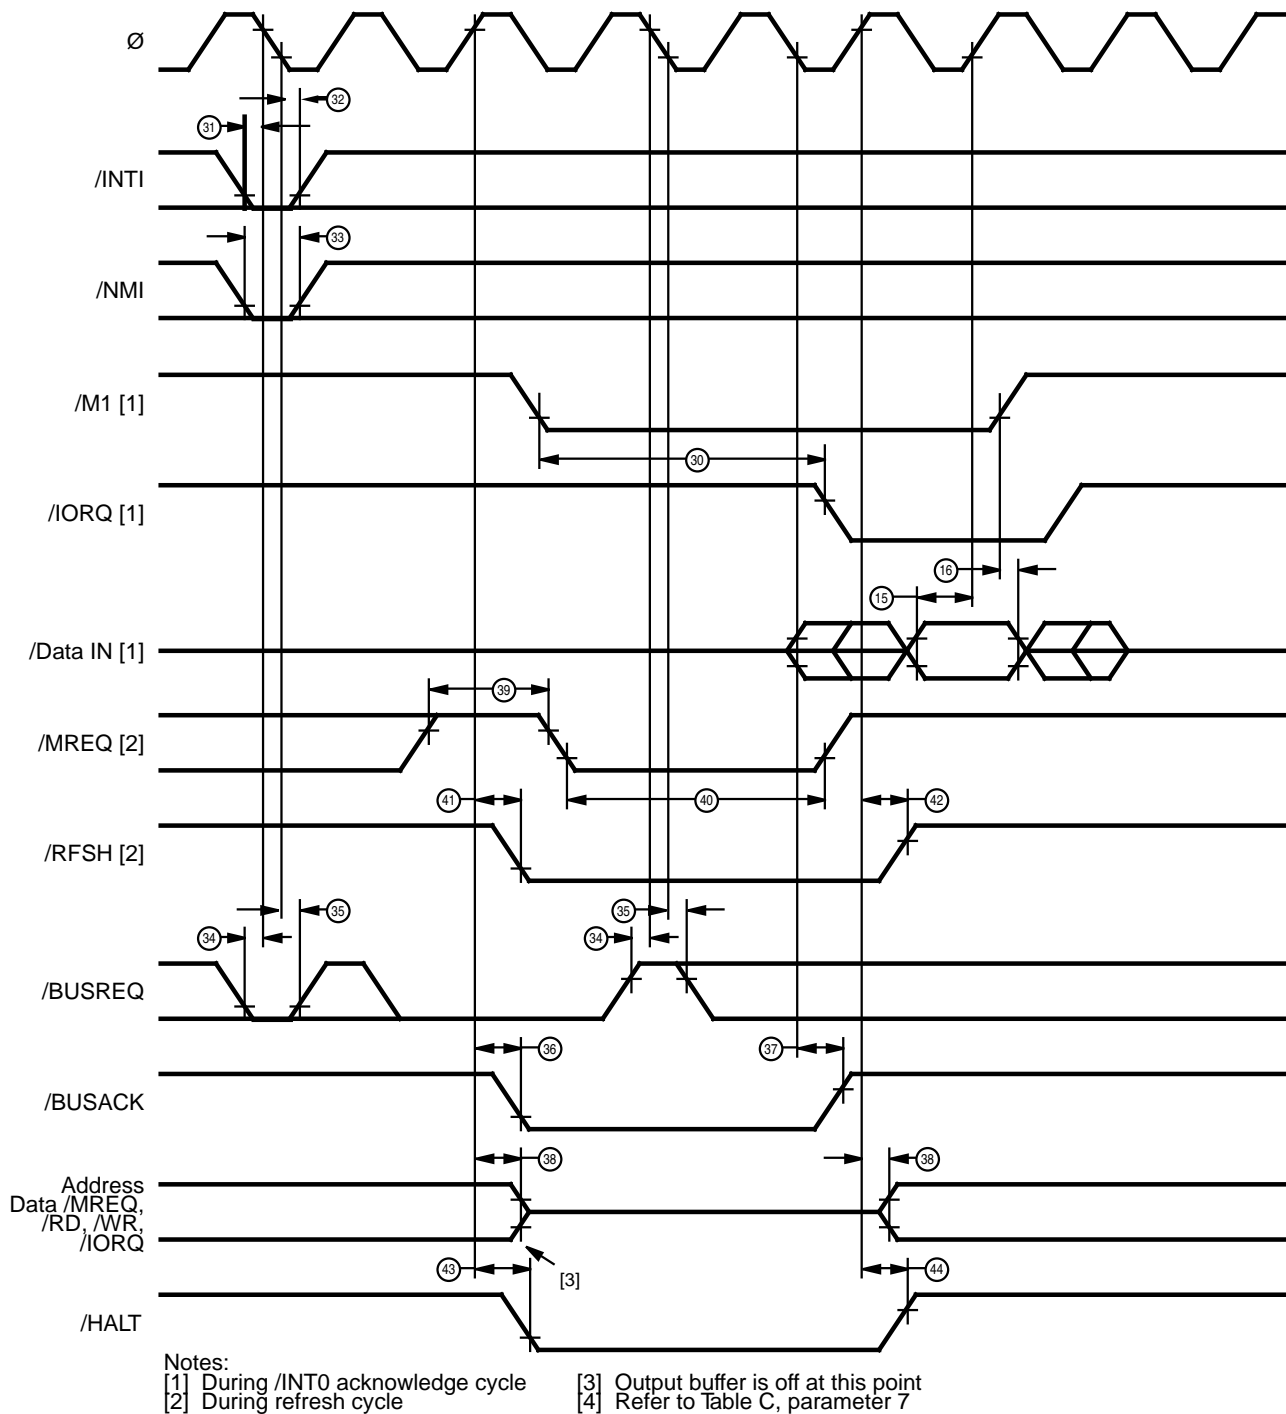 Ø
32
31
/INTI
33
/NMI
/M1 [1]
30
/IORQ [1]
16
15
/Data IN [1]
39
/MREQ [2]
41
40
42
/RFSH [2]
35
35
34
34
/BUSREQ
36
37
/BUSACK
38
38
Address
Data /MREQ,
/RD, /WR,
/IORQ
43
[3]
44
/HALT
Notes:
[1] During /INT0 acknowledge cycle
[2] During refresh cycle
[3] Output buffer is off at this point
[4] Refer to Table C, parameter 7